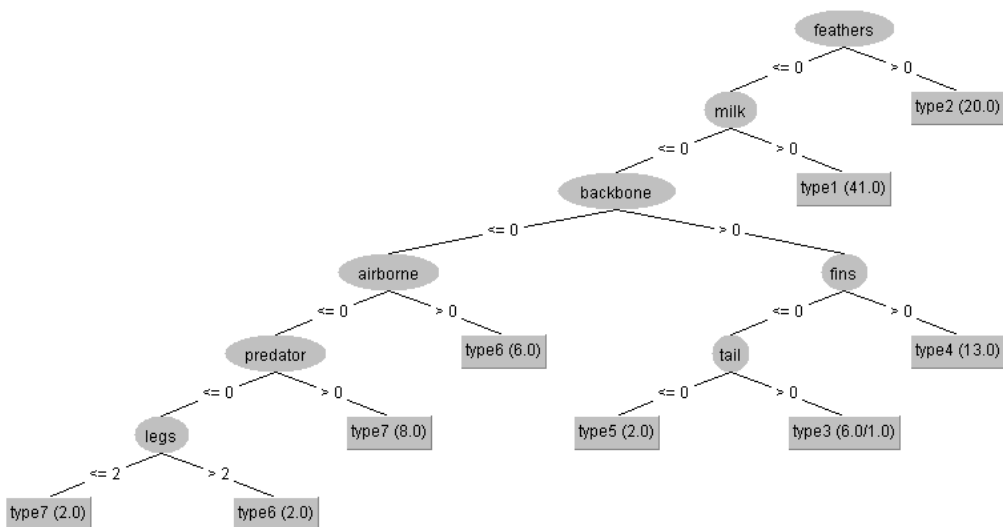 feathers
<= 0
> 0
milk
type2 (20.0)
<= 0
> 0
backbone
type1 (41.0)
<= 0
> 0
airborne
fins
<= 0
> 0
<= 0
> 0
predator
type6 (6.0)
tail
type4 (13.0)
<= 0
> 0
<= 0
> 0
legs
type7 (8.0)
type5 (2.0)
type3 (6.0/1.0)
<= 2
> 2
type7 (2.0)
type6 (2.0)